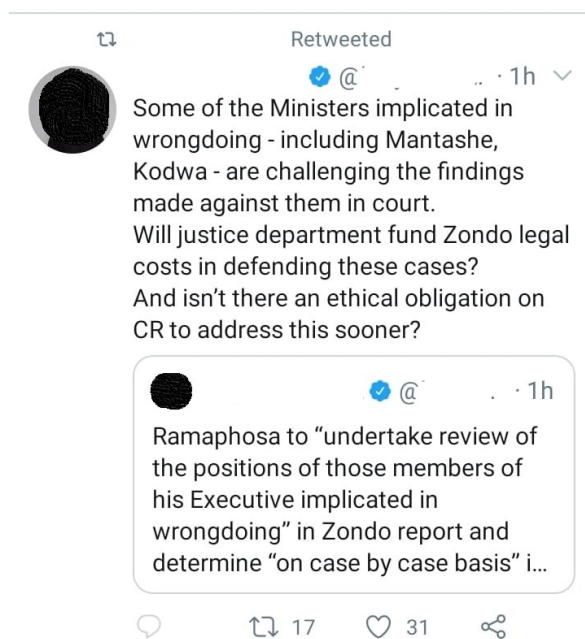 Retweeted
@ · 1h
Some of the Ministers implicated in
wrongdoing - including Mantashe,
Kodwa - are challenging the findings
made against them in court.
Will justice department fund Zondo legal
costs in defending these cases?
And isn't there an ethical obligation on
CR to address this sooner?
@ · 1h
Ramaphosa to “undertake review of
the positions of those members of
his Executive implicated in
wrongdoing” in Zondo report and
determine “on case by case basis” i...
17 31